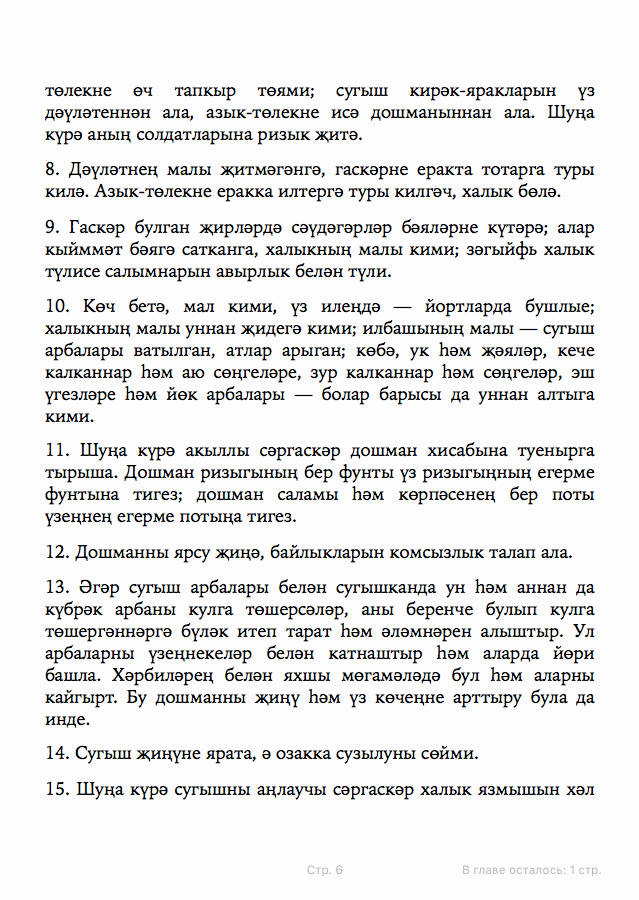 төлекне өч тапкыр төями; сугыш кирәк-яракларын үз
дәүләтеннән ала, азык-төлекне исә дошманыннан ала. Шуңа
күрә аның солдатларына ризык җитә.
8. Дәүләтнең малы җитмәгәнгә, гаскәрне еракта тотарга туры
килә. Азык-төлекне еракка илтергә туры килгәч, халык бөлә.
9. Гаскәр булган җирләрдә сәүдәгәрләр бәяләрне күтәрә; алар
кыйммәт бәягә сатканга, халыкның малы кими; зәгыйфь халык
түлисе салымнарын авырлык белән түли.
10. Көч бетә, мал кими, үз илеңдә — йортларда бушлые;
халыкның малы уннан җидегә кими; илбашының малы — сугыш
арбалары ватылган, атлар арыган; көбә, ук һәм җәяләр, кече
калканнар һәм аю сөңгеләре, зур калканнар һәм сөңгеләр, эш
үгезләре һәм йөк арбалары — болар барысы да уннан алтыга
кими.
11. Шуңа күрә акыллы сәргаскәр дошман хисабына туенырга
тырыша. Дошман ризыгының бер фунты үз ризыгыңның егерме
фунтына тигез; дошман саламы һәм көрпәсенең бер поты
үзеңнең егерме потыңа тигез.
12. Дошманны ярсу җиңә, байлыкларын комсызлык талап ала.
13. Әгәр сугыш арбалары белән сугышканда ун һәм аннан да
күбрәк арбаны кулга төшерсәләр, аны беренче булып кулга
төшергәннәргә бүләк итеп тарат һәм әләмнәрен алыштыр. Ул
арбаларны үзеңнекеләр белән катнаштыр һәм аларда йөри
башла. Хәрбиләрең белән яхшы мөгамәләдә бул һәм аларны
кайгырт. Бу дошманны җиңү һәм үз көчеңне арттыру була да
инде.
14. Сугыш җиңүне ярата, ә озакка сузылуны сөйми.
15. Шуңа күрә сугышны аңлаучы сәргаскәр халык язмышын хәл
Стр. 6
В главе осталось: 1 стр.